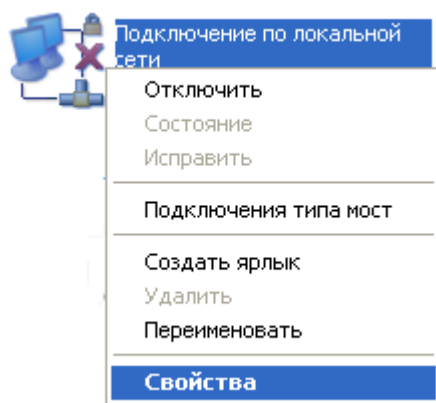 Подключение по локальной
сети
Отключить
Состояние
Исправить
Подключения типа мост
Создать ярлык
Удалить
Переименовать
Свойства